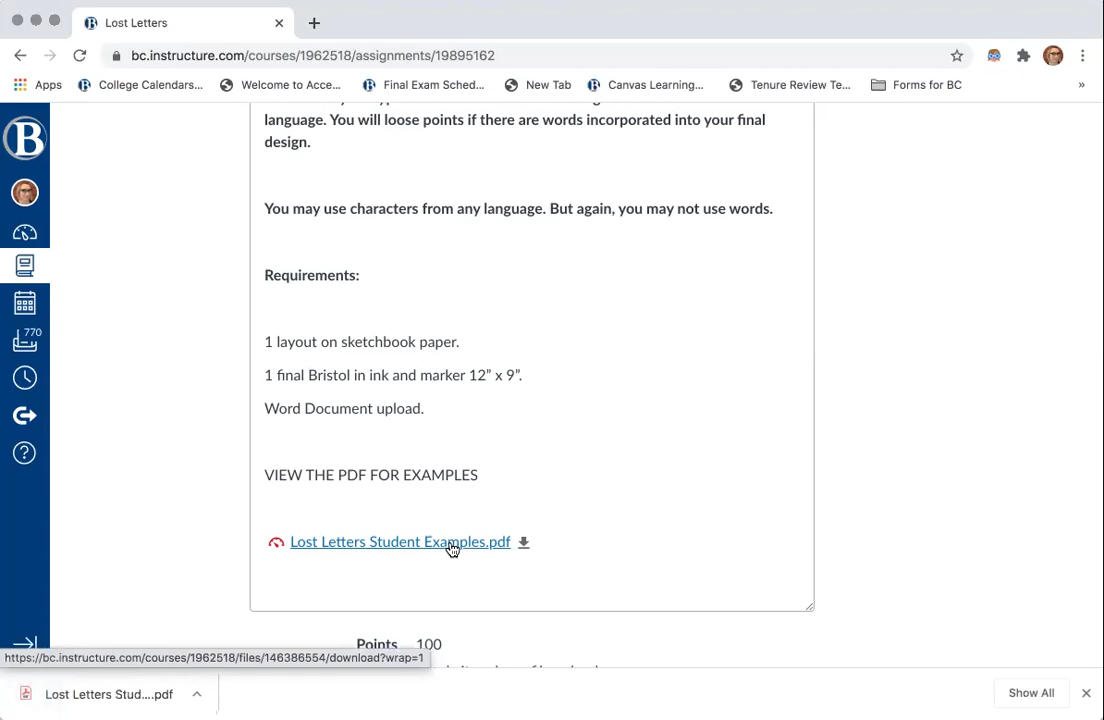 Lost Letters
bc.instructure.com/courses/1962518/assignments/19895162
Apps College Calendars... Welcome to Acce... Final Exam Sched... New Tab Canvas Learning... Tenure Review Te... Forms for BC »
B
language. You will loose points if there are words incorporated into your final
design.
You may use characters from any language. But again, you may not use words.
Requirements:
1 layout on sketchbook paper.
770
1 final Bristol in ink and marker 12” x 9”.
Word Document upload.
VIEW THE PDF FOR EXAMPLES
Lost Letters Student Examples.pdf
Points 100
https://bc.instructure.com/courses/1962518/files/146386554/download?wrap=1
Lost Letters Stud....pdf
Show All